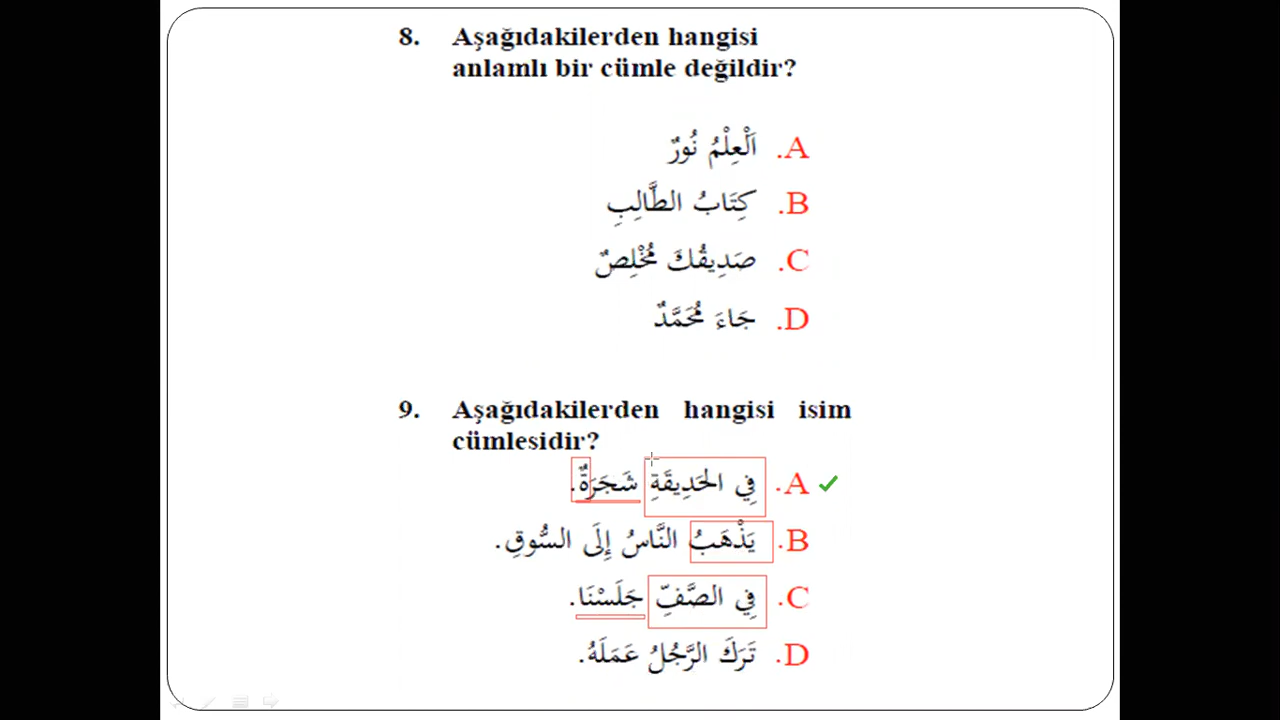 8. Aşağıdakilerden hangisi
anlamlı bir cümle değildir?
A. اَلْعِلْمُ نُورٌ
B. كِتَابُ الطَّالِبِ
C. صَدِيقُكَ مُخْلِصٌ
D. جَاءَ مُحَمَّدٌ
9. Aşağıdakilerden hangisi isim
cümlesidir?
A. فِي الحَدِيقَةِ شَجَرَةٌ.
B. يَذْهَبُ النَّاسُ إِلَى السُّوقِ.
C. فِي الصَّفِّ جَلَسْنَا.
D. تَرَكَ الرَّجُلُ عَمَلَهُ.